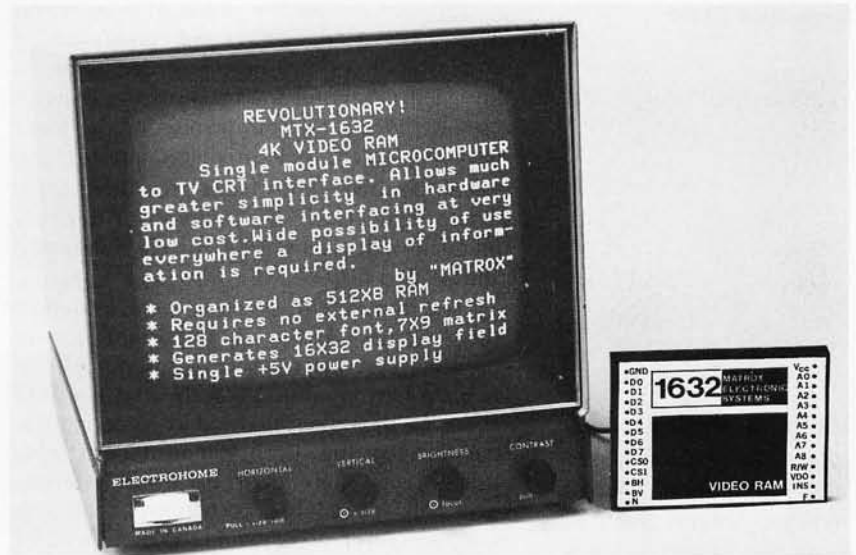 REVOLUTIONARY!
MTX-1632
4K VIDEO RAM
Single module MICROCOMPUTER
to TV CRT interface. Allows much
greater simplicity in hardware
and software interfacing at very
low cost.Wide possibility of use
everywhere a display of inform-
ation is required.
by "MATROX"
* Organized as 512X8 RAM
* Requires no external refresh
* 128 character font,7X9 matrix
* Generates 16X32 display field
* Single +5V power supply
ELECTROHOME
MADE IN CANADA
HORIZONTAL
VERTICAL
BRIGHTNESS
CONTRAST
FOCUS
GND
D0
D1
D2
D3
D4
D5
D6
D7
CS0
CS1
BH
BV
N
1632
MATROX
ELECTRONIC
SYSTEMS
VIDEO RAM
Vcc
A0
A1
A2
A3
A4
A5
A6
A7
A8
R/W
VDO
INS
F